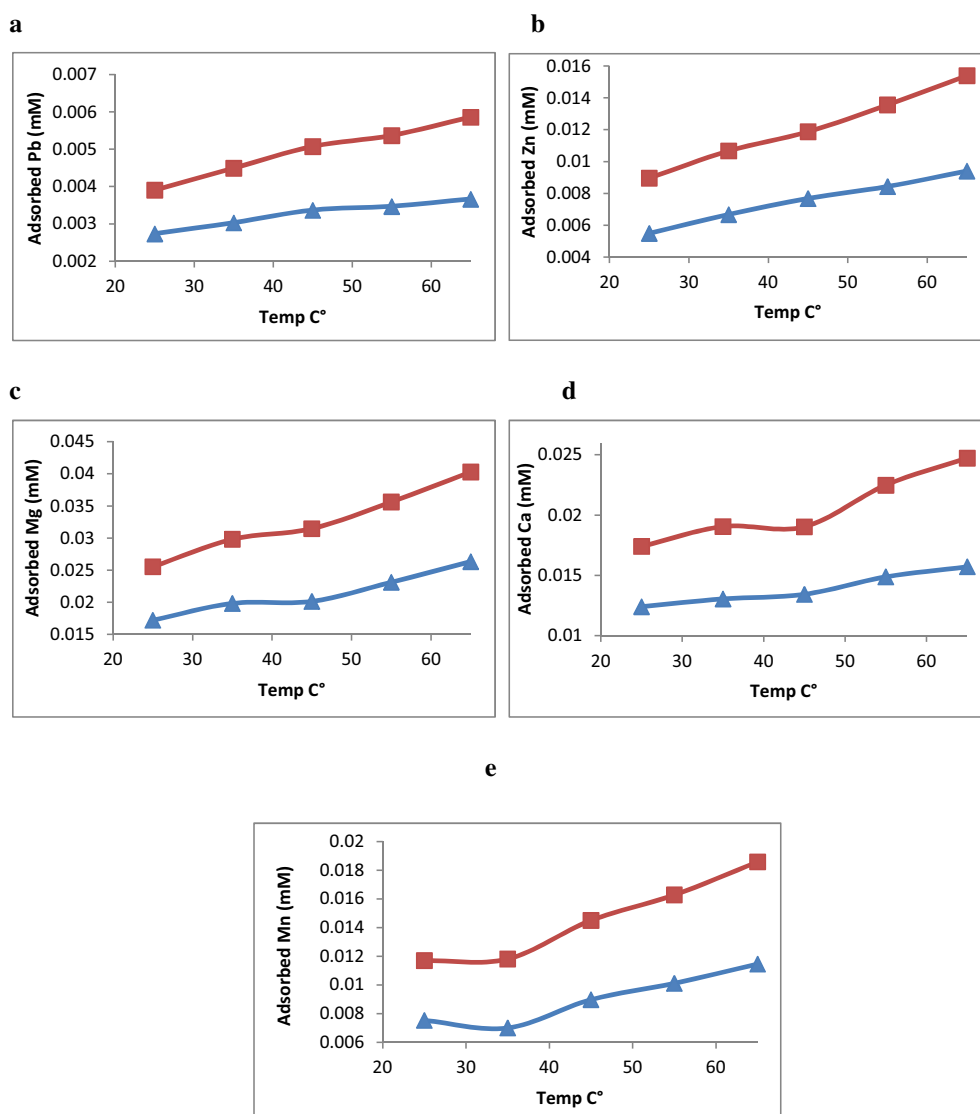 a
Adsorbed Pb (mM)
0.007
0.006
0.005
0.004
0.003
0.002
20 30 40 50 60
Temp C°
b
Adsorbed Zn (mM)
0.016
0.014
0.012
0.01
0.008
0.006
0.004
20 30 40 50 60
Temp C°
c
Adsorbed Mg (mM)
0.045
0.04
0.035
0.03
0.025
0.02
0.015
20 30 40 50 60
Temp C°
d
Adsorbed Ca (mM)
0.025
0.02
0.015
0.01
20 30 40 50 60
Temp C°
e
Adsorbed Mn (mM)
0.02
0.018
0.016
0.014
0.012
0.01
0.008
0.006
20 30 40 50 60
Temp C°